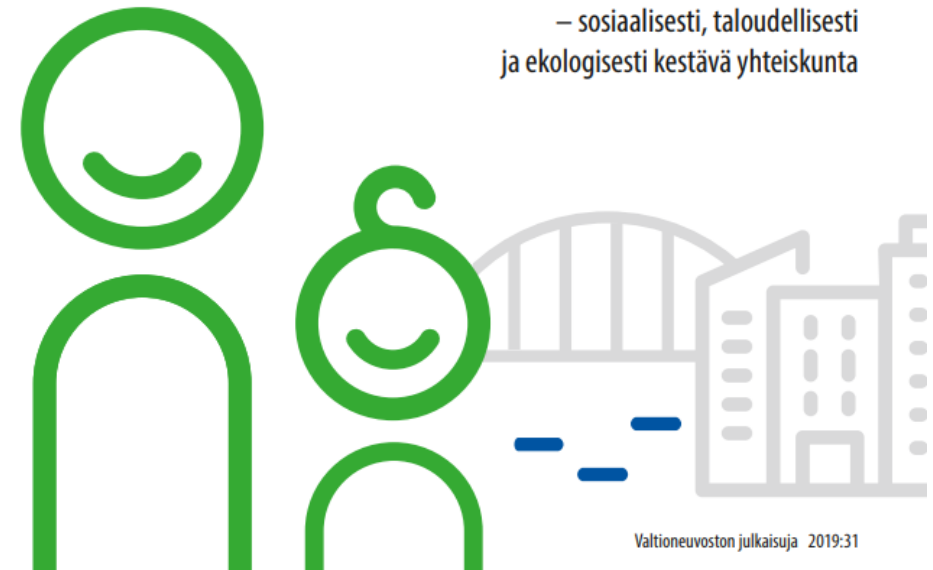 – sosiaalisesti, taloudellisesti
ja ekologisesti kestävä yhteiskunta
Valtioneuvoston julkaisuja 2019:31